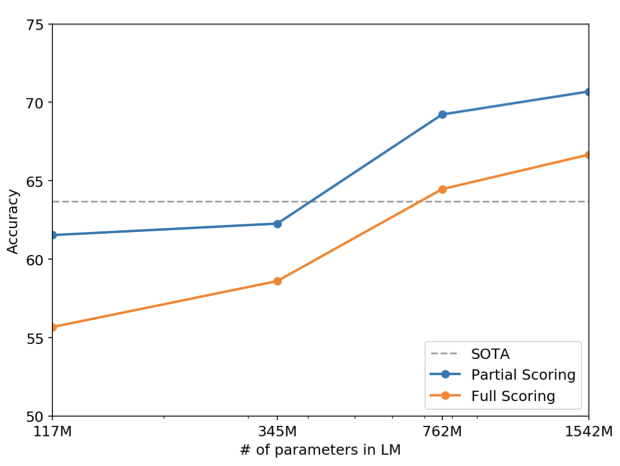 75
70
65
60
55
50
Accuracy
117M 345M 762M 1542M
# of parameters in LM
SOTA
Partial Scoring
Full Scoring